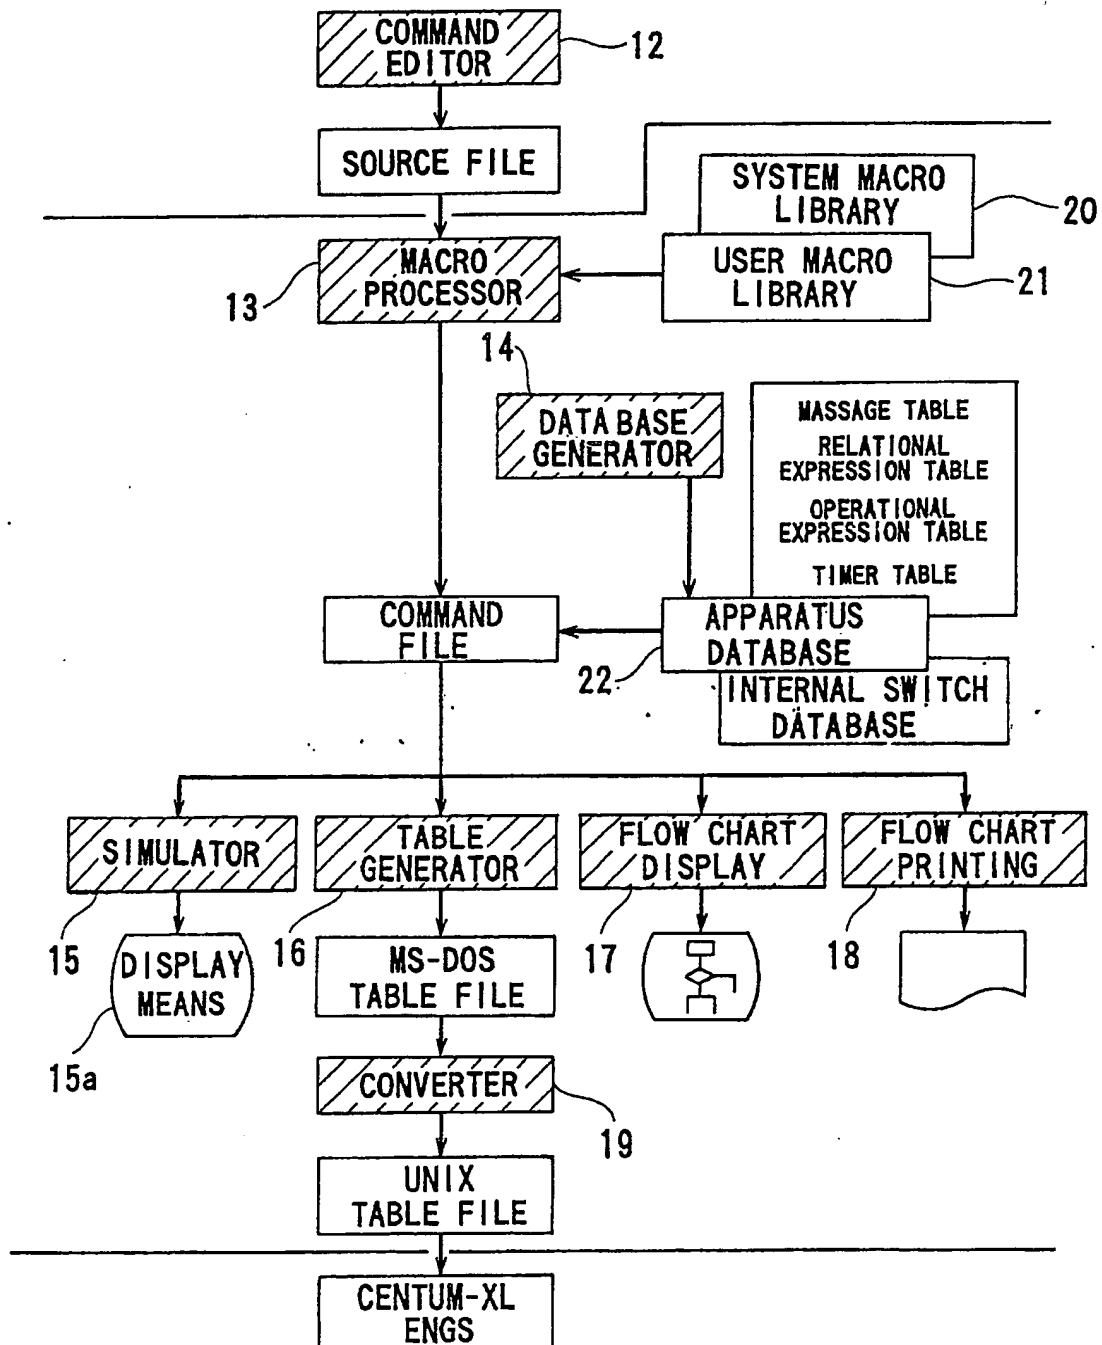 COMMAND
EDITOR
12
SOURCE FILE
SYSTEM MACRO
LIBRARY
20
USER MACRO
LIBRARY
21
MACRO
PROCESSOR
13
14
DATA BASE
GENERATOR
MASSAGE TABLE
RELATIONAL
EXPRESSION TABLE
OPERATIONAL
EXPRESSION TABLE
TIMER TABLE
COMMAND
FILE
APPARATUS
DATABASE
22
INTERNAL SWITCH
DATABASE
SIMULATOR
15
TABLE
GENERATOR
16
FLOW CHART
DISPLAY
17
FLOW CHART
PRINTING
18
DISPLAY
MEANS
15a
MS-DOS
TABLE FILE
CONVERTER
19
UNIX
TABLE FILE
CENTUM-XL
ENGS